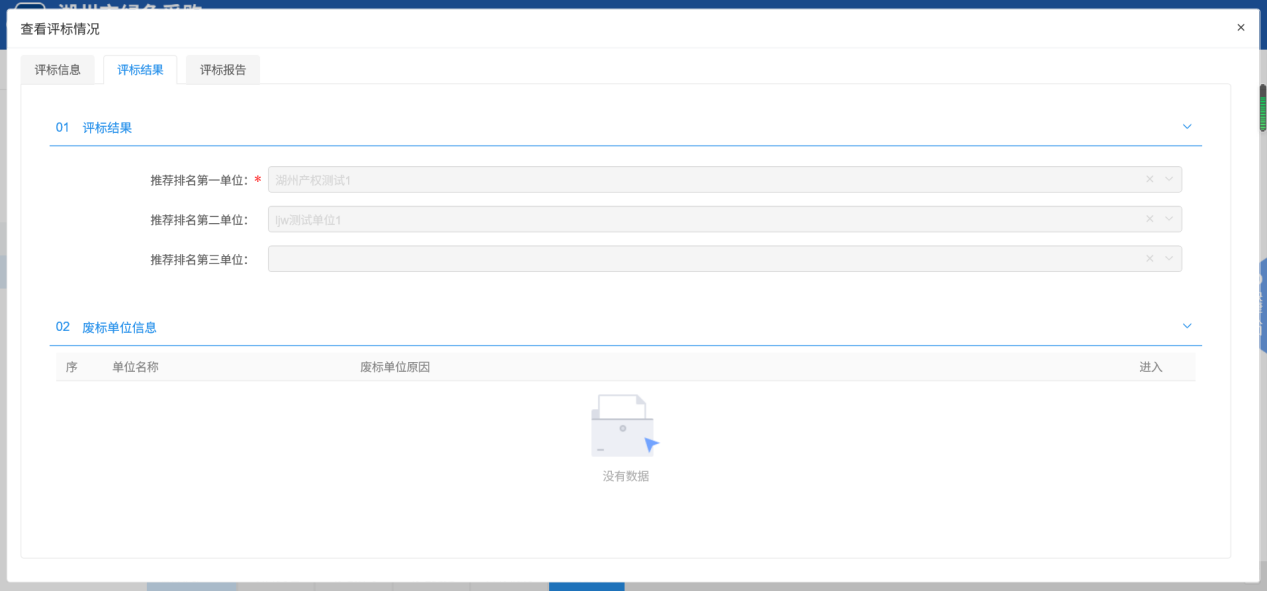 查看评标情况
评标信息 评标结果 评标报告
01 评标结果
推荐排名第一单位: * 湖州产权测试1
推荐排名第二单位: ljw测试单位1
推荐排名第三单位:
02 废标单位信息
序 单位名称 废标单位原因 进入
没有数据